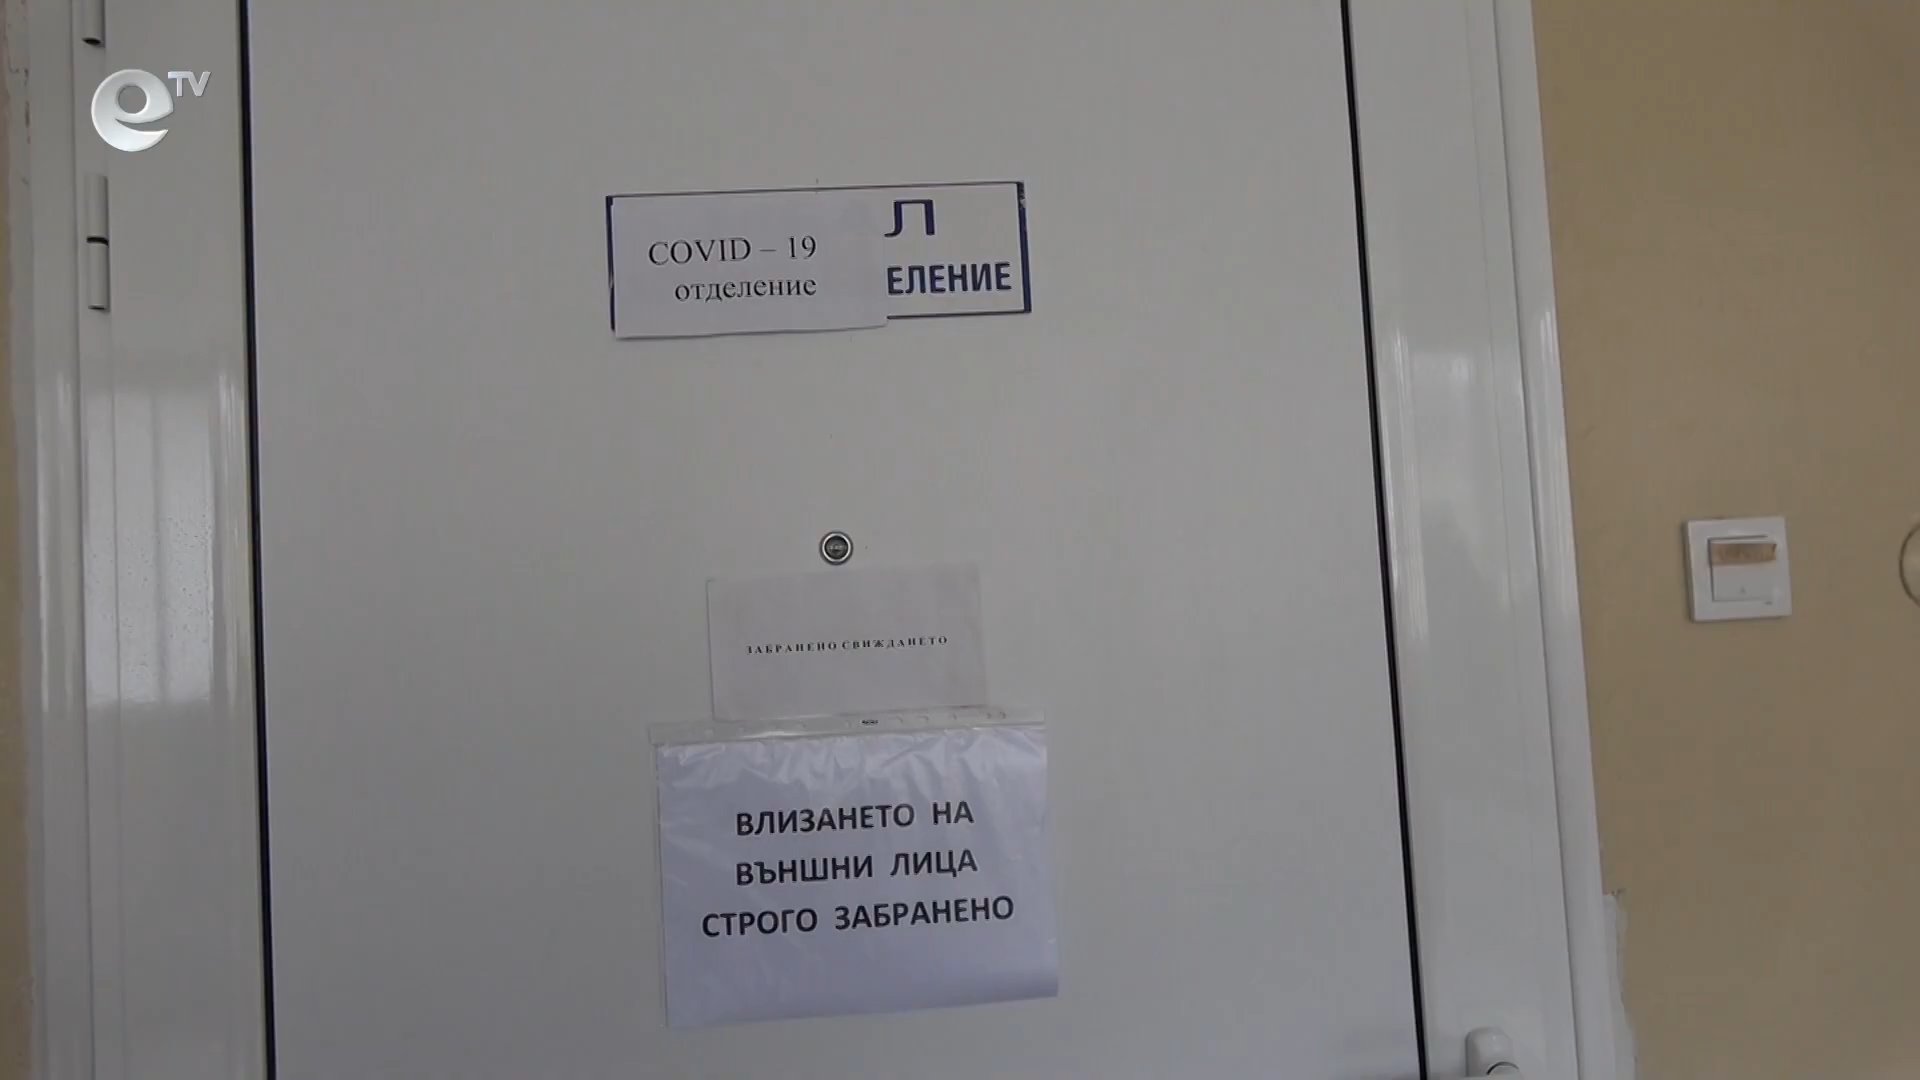 e TV
Л
COVID – 19
отделение
ЕЛЕНИЕ
ЗАБРАНЕНО СВИЖДАНЕТО
ВЛИЗАНЕТО НА
ВЪНШНИ ЛИЦА
СТРОГО ЗАБРАНЕНО